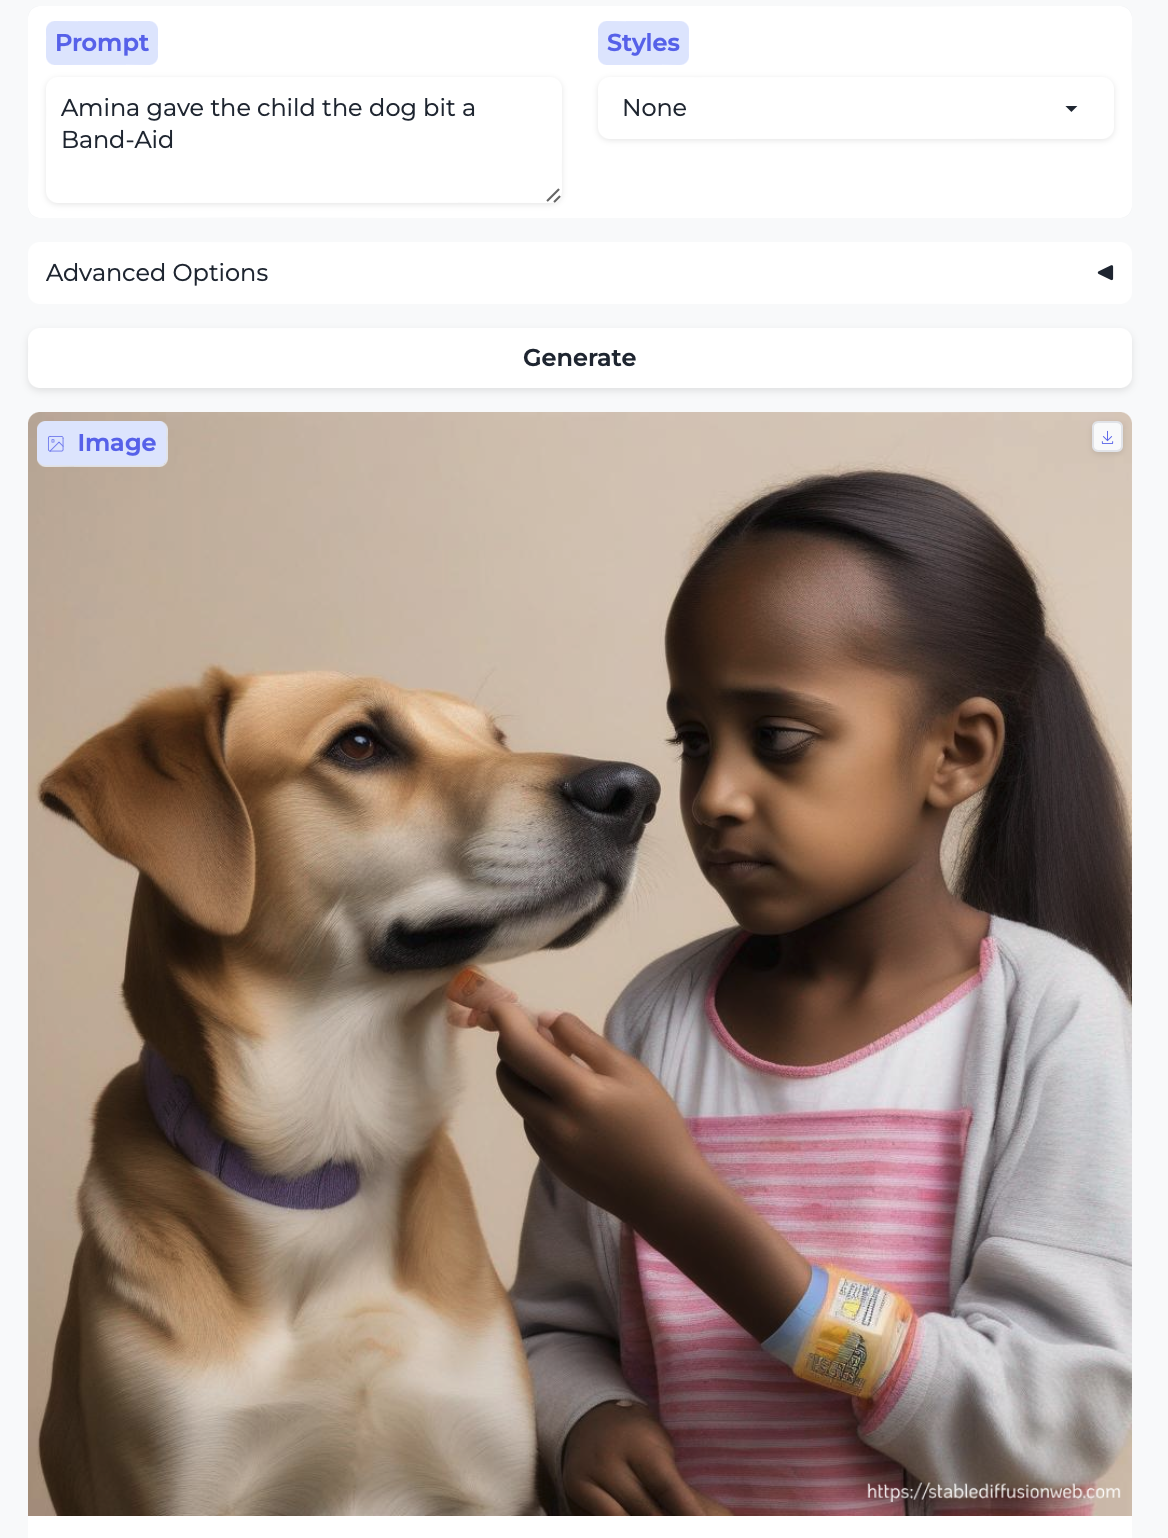 Prompt
Styles
Amina gave the child the dog bit a
Band-Aid
None
Advanced Options
Generate
Image
https://stablediffusionweb.com